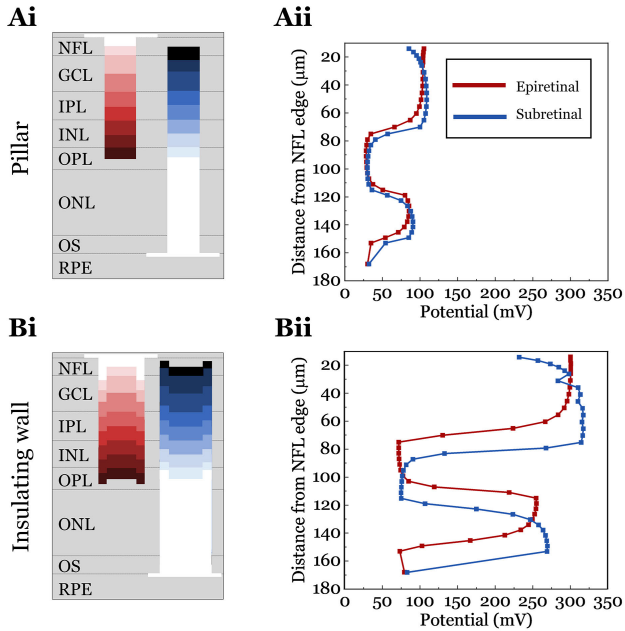 Ai
Pillar
NFL
GCL
IPL
INL
OPL
ONL
OS
RPE
Aii
Distance from NFL edge (μm)
20
40
60
80
100
120
140
160
180
Epiretinal
Subretinal
0 50 100 150 200 250 300 350
Potential (mV)
Bi
Insulating wall
NFL
GCL
IPL
INL
OPL
ONL
OS
RPE
Bii
Distance from NFL edge (μm)
20
40
60
80
100
120
140
160
180
0 50 100 150 200 250 300 350
Potential (mV)